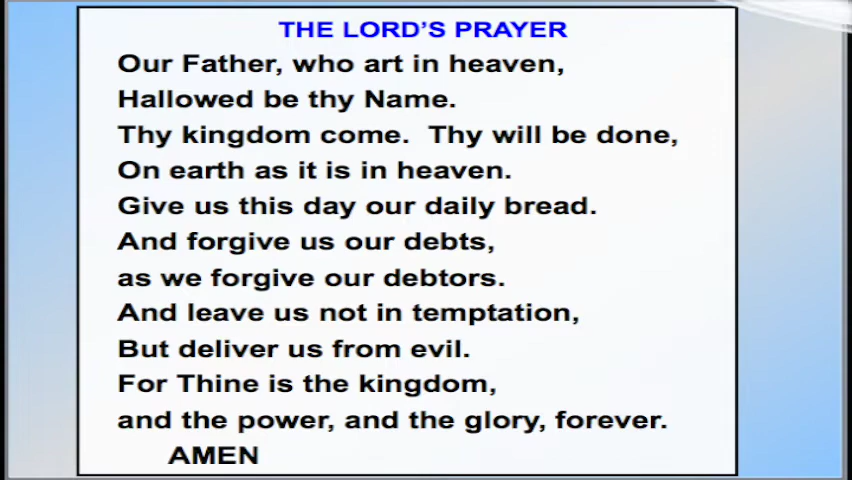 THE LORD'S PRAYER
Our Father, who art in heaven,
Hallowed be thy Name.
Thy kingdom come.  Thy will be done,
On earth as it is in heaven.
Give us this day our daily bread.
And forgive us our debts,
as we forgive our debtors.
And leave us not in temptation,
But deliver us from evil.
For Thine is the kingdom,
and the power, and the glory, forever.
AMEN